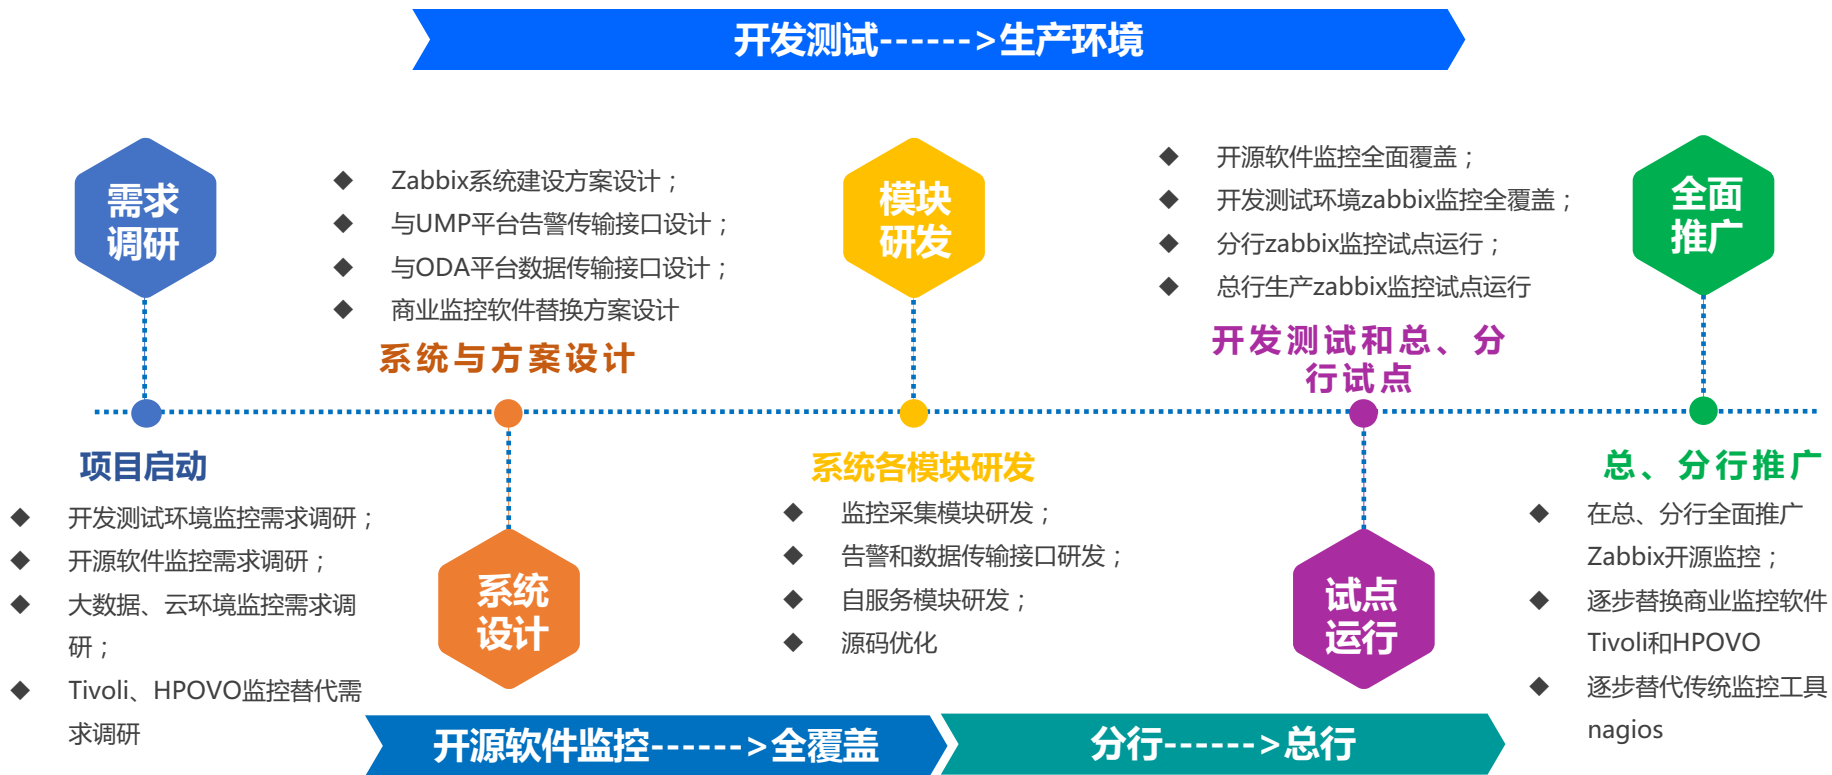 开发测试------>生产环境
需求
调研
项目启动
◆ 开发测试环境监控需求调研；
◆ 开源软件监控需求调研；
◆ 大数据、云环境监控需求调
研；
◆ Tivoli、HPOVO监控替代需
求调研
◆ Zabbix系统建设方案设计；
◆ 与UMP平台告警传输接口设计；
◆ 与ODA平台数据传输接口设计；
◆ 商业监控软件替换方案设计
系统与方案设计
系统
设计
模块
研发
系统各模块研发
◆ 监控采集模块研发；
◆ 告警和数据传输接口研发；
◆ 自服务模块研发；
◆ 源码优化
◆ 开源软件监控全面覆盖；
◆ 开发测试环境zabbix监控全覆盖；
◆ 分行zabbix监控试点运行；
◆ 总行生产zabbix监控试点运行
开发测试和总、分
行试点
试点
运行
全面
推广
总、分行推广
◆ 在总、分行全面推广
Zabbix开源监控；
◆ 逐步替换商业监控软件
Tivoli和HPOVO
◆ 逐步替代传统监控工具
nagios
开源软件监控------>全覆盖
分行------>总行